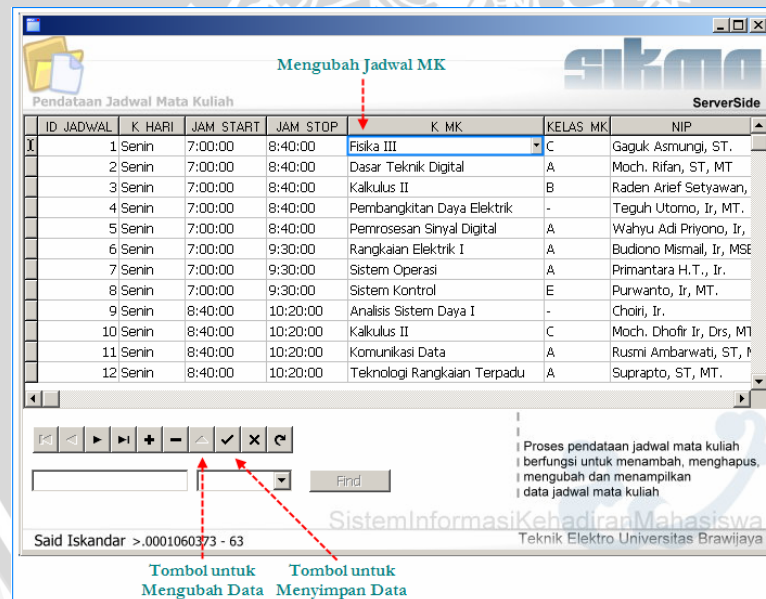 Mengubah Jadwal MK
sikma
Pendataan Jadwal Mata Kuliah
ServerSide
ID JADWAL K HARI JAM START JAM STOP K MK KELAS MK NIP
1 Senin 7:00:00 8:40:00 Fisika III C Gaguk Asmungi, ST.
2 Senin 7:00:00 8:40:00 Dasar Teknik Digital A Moch. Rifan, ST, MT
3 Senin 7:00:00 8:40:00 Kalkulus II B Raden Arief Setyawan,
4 Senin 7:00:00 8:40:00 Pembangkitan Daya Elektrik - Teguh Utomo, Ir, MT.
5 Senin 7:00:00 8:40:00 Pemrosesan Sinyal Digital A Wahyu Adi Priyono, Ir,
6 Senin 7:00:00 9:30:00 Rangkaian Elektrik I A Budiono Mismail, Ir, MSE
7 Senin 7:00:00 9:30:00 Sistem Operasi A Primantara H.T., Ir.
8 Senin 7:00:00 9:30:00 Sistem Kontrol E Purwanto, Ir, MT.
9 Senin 8:40:00 10:20:00 Analisis Sistem Daya I - Choiri, Ir.
10 Senin 8:40:00 10:20:00 Kalkulus II C Moch. Dhofir Ir, Drs, MT
11 Senin 8:40:00 10:20:00 Komunikasi Data A Rusmi Ambarwati, ST,
12 Senin 8:40:00 10:20:00 Teknologi Rangkaian Terpadu A Suprapto, ST, MT.
Proses pendataan jadwal mata kuliah
berfungsi untuk menambah, menghapus,
mengubah dan menampilkan
data jadwal mata kuliah
Find
SistemInformasiKehadiranMahasiswa
Said Iskandar >.0001060373 - 63
Teknik Elektro Universitas Brawijaya
Tombol untuk
Mengubah Data
Tombol untuk
Menyimpan Data